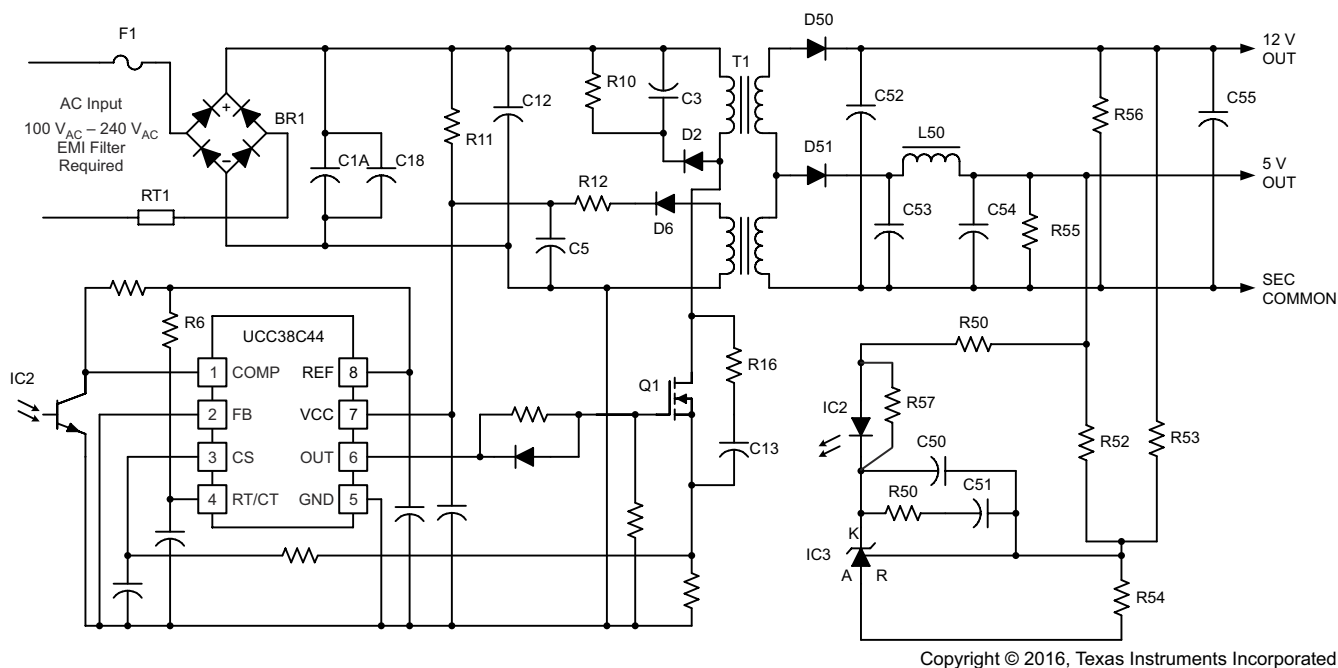 F1
D50
12 V
OUT
T1
AC Input
100 VAC – 240 VAC
EMI Filter
Required
BR1
R10
C3
C12
C52
R56
C55
R11
L50
D2
D51
C1A
C18
5 V
OUT
RT1
R12
D6
C53
C54
R55
C5
SEC
COMMON
R6
UCC38C44
R50
IC2
1
COMP
REF
8
Q1
R16
IC2
R57
2
FB
VCC
7
C50
R52
R53
3
CS
OUT
6
C13
C51
4
RT/CT
GND
5
R50
K
IC3
A
R
R54
Copyright © 2016, Texas Instruments Incorporated